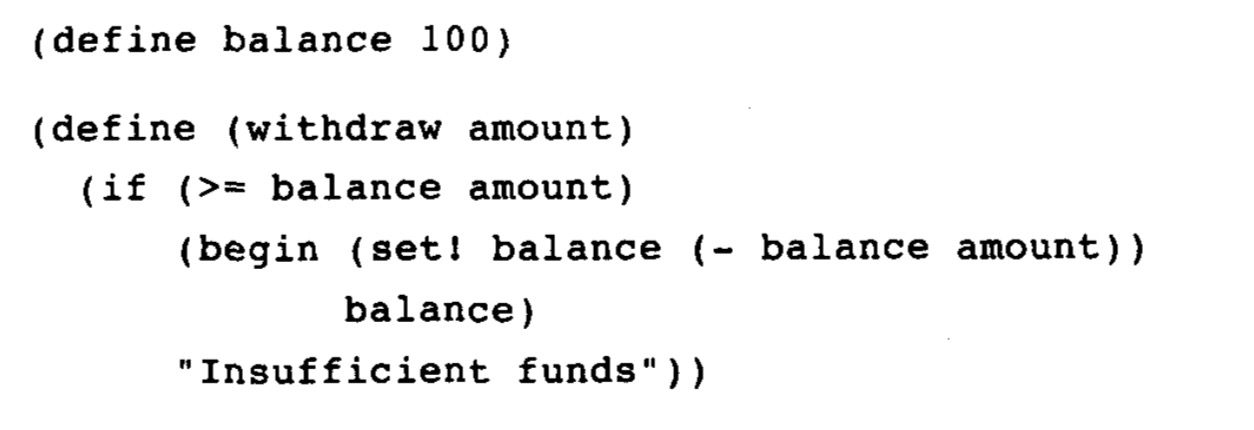 (define balance 100)
(define (withdraw amount)
  (if (>= balance amount)
      (begin (set! balance (- balance amount))
             balance)
      "Insufficient funds"))